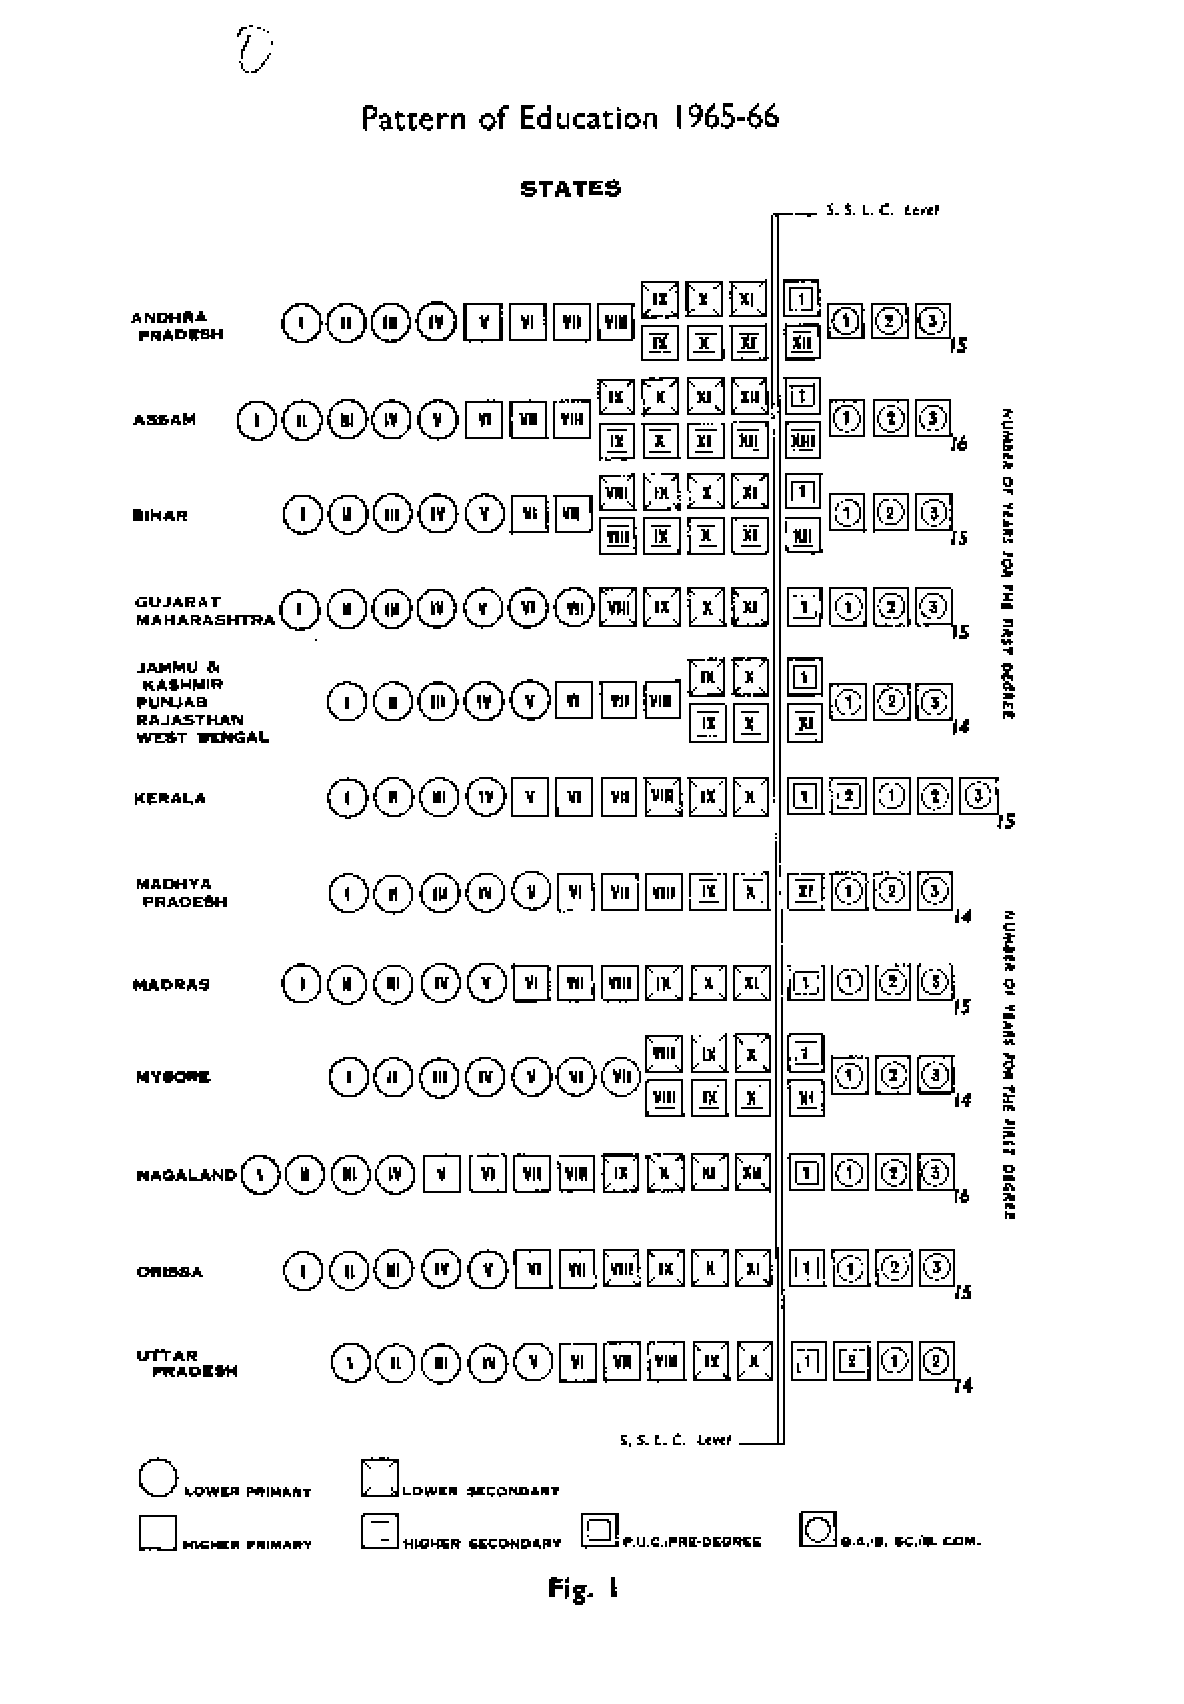 Pattern of Education 1965-66
STATES
S. S. L. C. Level
ANDHRA PRADESH I II III IV V VI VII VIII IX X XI 1 1 2 3 15
IX X XI XII
ASSAM I II III IV V VI VII VIII IX X XI XII 1 1 2 3 16
IX X XI XII XIII
BIHAR I II III IV V VI VII VIII IX X XI 1 1 2 3 15
VIII IX X XI XII
GUJARAT
MAHARASHTRA I II III IV V VI VII VIII IX X XI 1 1 2 3 15
JAMMU &
KASHMIR
PUNJAB
RAJASTHAN
WEST BENGAL
I II III IV V VI VII VIII IX X 1 1 2 3 14
IX X XI
KERALA I II III IV V VI VII VIII IX X 1 2 1 2 3 15
MADHYA PRADESH I II III IV V VI VII VIII IX X XI 1 2 3 14
MADRAS I II III IV V VI VII VIII IX X XI 1 1 2 3 15
MYSORE I II III IV V VI VII VIII IX X 1 1 2 3 14
VIII IX X XI
NAGALAND I II III IV V VI VII VIII IX X XI XII 1 1 2 3 16
ORISSA I II III IV V VI VII VIII IX X XI 1 1 2 3 15
UTTAR PRADESH I II III IV V VI VII VIII IX X 1 2 1 2 14
NUMBER OF YEARS FOR THE FIRST DEGREE
NUMBER OF YEARS FOR THE FIRST DEGREE
S. S. L. C. Level
LOWER PRIMARY LOWER SECONDARY
HIGHER PRIMARY HIGHER SECONDARY P.U.C./PRE-DEGREE B.A./B. SC./B. COM.
Fig. 1